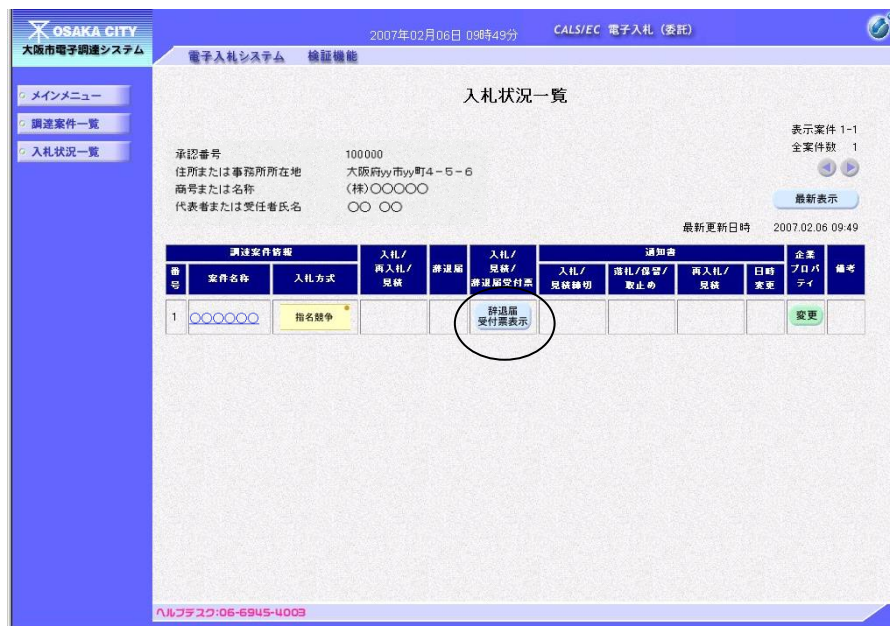 OSAKA CITY
大阪市電子調達システム
2007年02月06日 09時49分
CALS/EC 電子入札（委託）
電子入札システム 検証機能
メインメニュー
調達案件一覧
入札状況一覧
入札状況一覧
表示案件 1-1
全案件数 1
承認番号 100000
住所または事務所所在地 大阪府yy市yy町4-5-6
商号または名称 (株)○○○○○
代表者または受任者氏名 ○○ ○○
最新表示
最新更新日時 2007.02.06 09:49
調達案件情報 入札/再入札/見積 辞退届 入札/見積/辞退届受付票 通知書 企業プロパティ 備考
番号 案件名称 入札方式 入札/見積締切 落札/保留/取止め 再入札/見積 日時変更
1 ○○○○○○ 指名競争 辞退届受付票表示 変更
ヘルプデスク:06-6945-4003